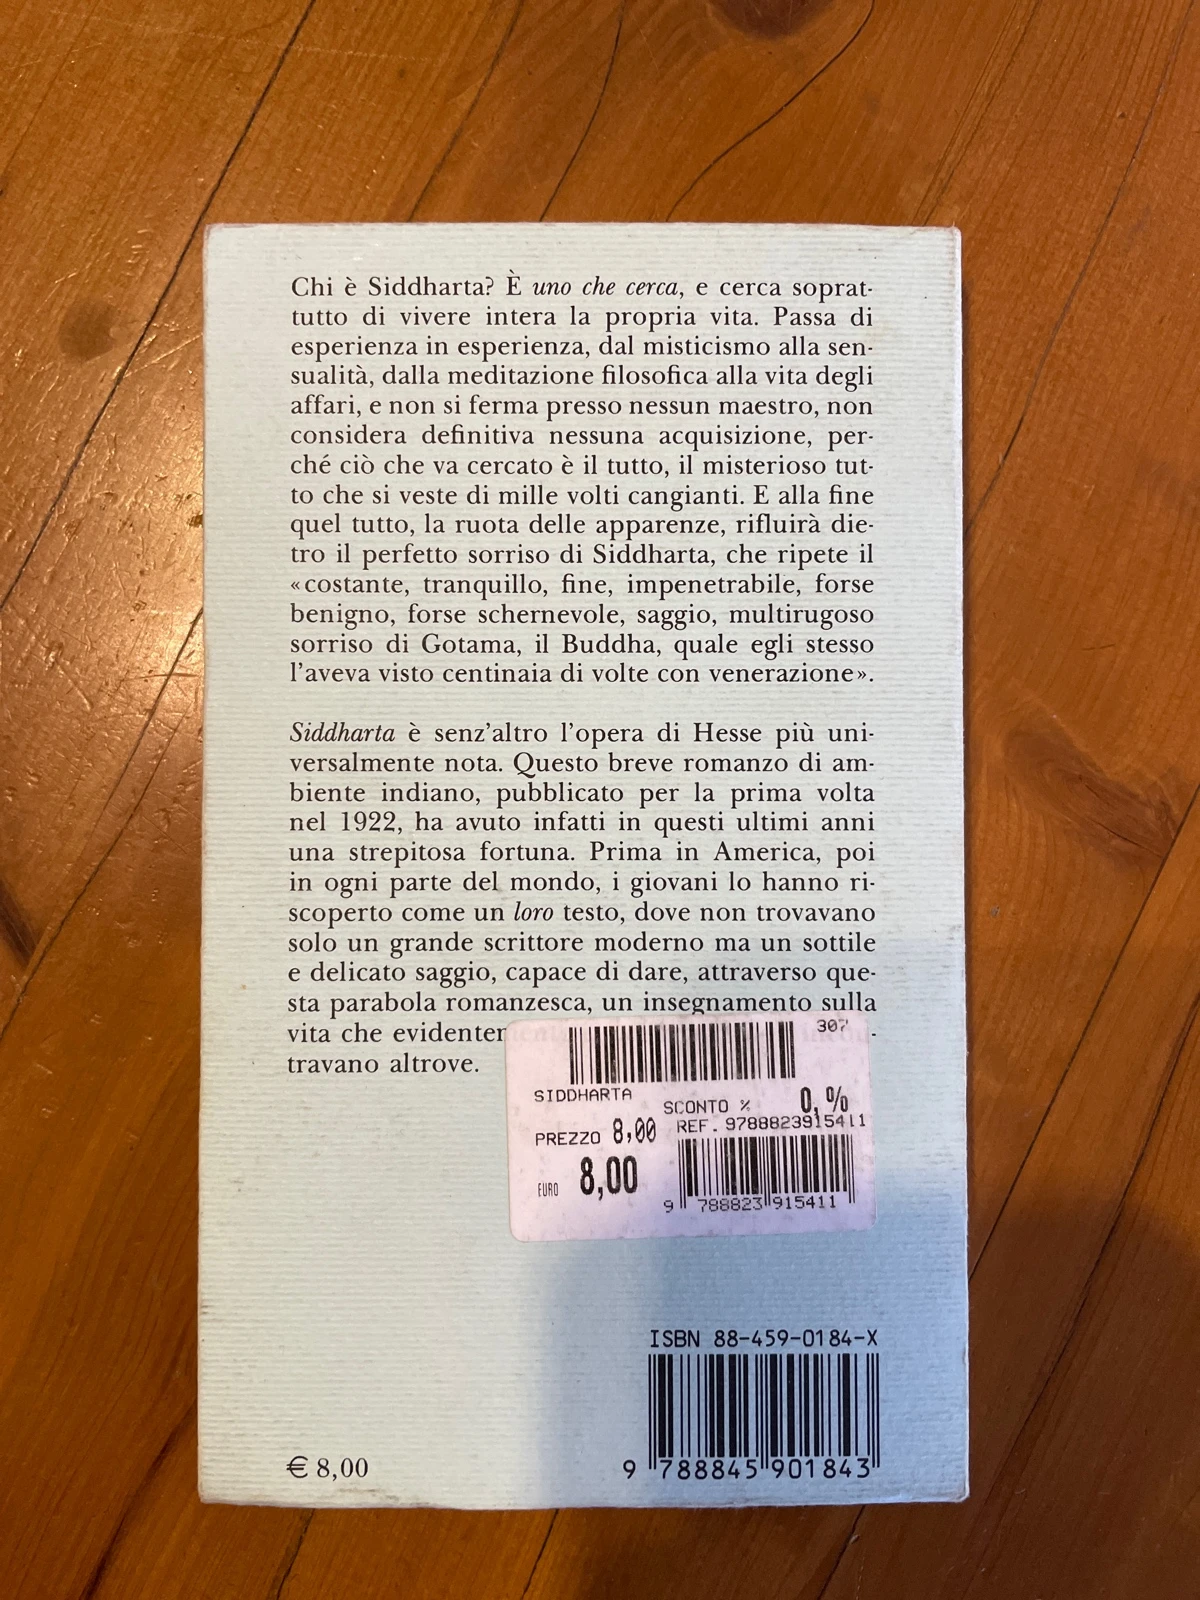 Chi è Siddharta? È uno che cerca, e cerca soprat-
tutto di vivere intera la propria vita. Passa di
esperienza in esperienza, dal misticismo alla sen-
sualità, dalla meditazione filosofica alla vita degli
affari, e non si ferma presso nessun maestro, non
considera definitiva nessuna acquisizione, per-
ché ciò che va cercato è il tutto, il misterioso tut-
to che si veste di mille volti cangianti. E alla fine
quel tutto, la ruota delle apparenze, rifluirà die-
tro il perfetto sorriso di Siddharta, che ripete il
«costante, tranquillo, fine, impenetrabile, forse
benigno, forse schernevole, saggio, multirugoso
sorriso di Gotama, il Buddha, quale egli stesso
l'aveva visto centinaia di volte con venerazione».
Siddharta è senz'altro l'opera di Hesse più uni-
versalmente nota. Questo breve romanzo di am-
biente indiano, pubblicato per la prima volta
nel 1922, ha avuto infatti in questi ultimi anni
una strepitosa fortuna. Prima in America, poi
in ogni parte del mondo, i giovani lo hanno ri-
scoperto come un loro testo, dove non trovavano
solo un grande scrittore moderno ma un sottile
e delicato saggio, capace di dare, attraverso que-
sta parabola romanzesca, un insegnamento sulla
vita che
travano altrove.
307
SIDDHARTA
SCONTO % 0,%
PREZZO 8,00 REF. 9788823915411
EURO 8,00
9 788823 915411
ISBN 88-459-0184-X
9 788845 901843
€ 8,00